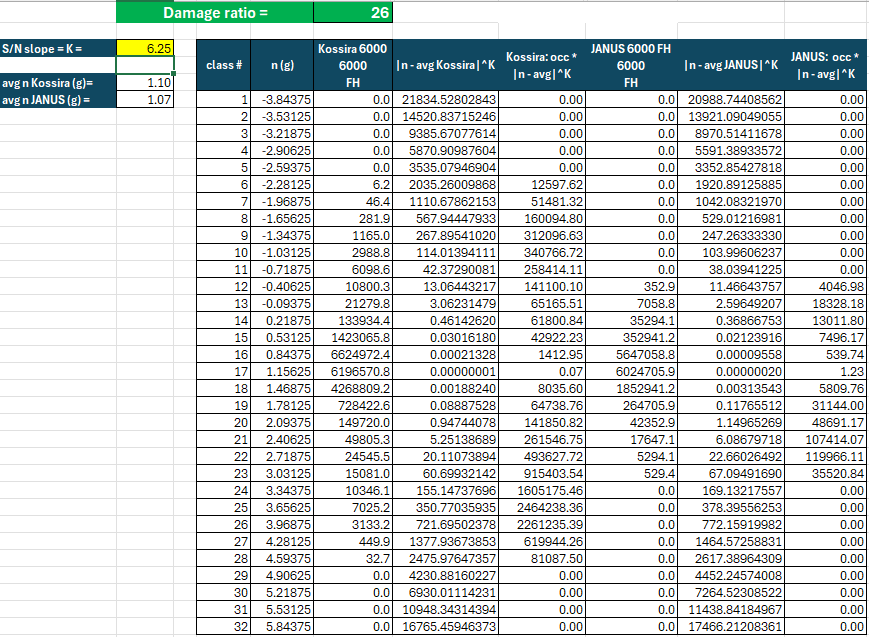 Damage ratio = 26
S/N slope = K = 6.25
avg n Kossira (g)= 1.10
avg n JANUS (g) = 1.07
class # n (g) Kossira 6000 6000 FH |n - avg Kossira|^K Kossira: occ * |n - avg|^K JANUS 6000 FH 6000 FH |n - avg JANUS|^K JANUS: occ * |n - avg|^K
1 -3.84375 0.0 21834.52802843 0.00 0.0 20988.74408562 0.00
2 -3.53125 0.0 14520.83715246 0.00 0.0 13921.09049055 0.00
3 -3.21875 0.0 9385.67077614 0.00 0.0 8970.51411678 0.00
4 -2.90625 0.0 5870.90987604 0.00 0.0 5591.38933572 0.00
5 -2.59375 0.0 3535.07946904 0.00 0.0 3352.85427818 0.00
6 -2.28125 6.2 2035.26009868 12597.62 0.0 1920.89125885 0.00
7 -1.96875 46.4 1110.67862153 51481.32 0.0 1042.08321970 0.00
8 -1.65625 281.9 567.94447933 160094.80 0.0 529.01216981 0.00
9 -1.34375 1165.0 267.89541020 312096.63 0.0 247.26333330 0.00
10 -1.03125 2988.8 114.01394111 340766.72 0.0 103.99606237 0.00
11 -0.71875 6098.6 42.37290081 258414.11 0.0 38.03941225 0.00
12 -0.40625 10800.3 13.06443217 141100.10 352.9 11.46643757 4046.98
13 -0.09375 21279.8 3.06231479 65165.51 7058.8 2.59649207 18328.18
14 0.21875 133934.4 0.46142620 61800.84 35294.1 0.36866753 13011.80
15 0.53125 1423065.8 0.03016180 42922.23 352941.2 0.02123916 7496.17
16 0.84375 6624972.4 0.00021328 1412.95 5647058.8 0.00009558 539.74
17 1.15625 6196570.8 0.00000001 0.07 6024705.9 0.00000020 1.23
18 1.46875 4268809.2 0.00188240 8035.60 1852941.2 0.00313543 5809.76
19 1.78125 728422.6 0.08887528 64738.76 264705.9 0.11765512 31144.00
20 2.09375 149720.0 0.94744078 141850.82 42352.9 1.14965269 48691.17
21 2.40625 49805.3 5.25138689 261546.75 17647.1 6.08679718 107414.07
22 2.71875 24545.5 20.11073894 493627.72 5294.1 22.66026492 119966.11
23 3.03125 15081.0 60.69932142 915403.54 529.4 67.09491690 35520.84
24 3.34375 10346.1 155.14737696 1605175.46 0.0 169.13217557 0.00
25 3.65625 7025.2 350.77035935 2464238.36 0.0 378.39556253 0.00
26 3.96875 3133.2 721.69502378 2261235.39 0.0 772.15919982 0.00
27 4.28125 449.9 1377.93673853 619944.26 0.0 1464.57258831 0.00
28 4.59375 32.7 2475.97647357 81087.50 0.0 2617.38964309 0.00
29 4.90625 0.0 4230.88160227 0.00 0.0 4452.24574008 0.00
30 5.21875 0.0 6930.01114231 0.00 0.0 7264.52308522 0.00
31 5.53125 0.0 10948.34314394 0.00 0.0 11438.84184967 0.00
32 5.84375 0.0 16765.45946373 0.00 0.0 17466.21208361 0.00